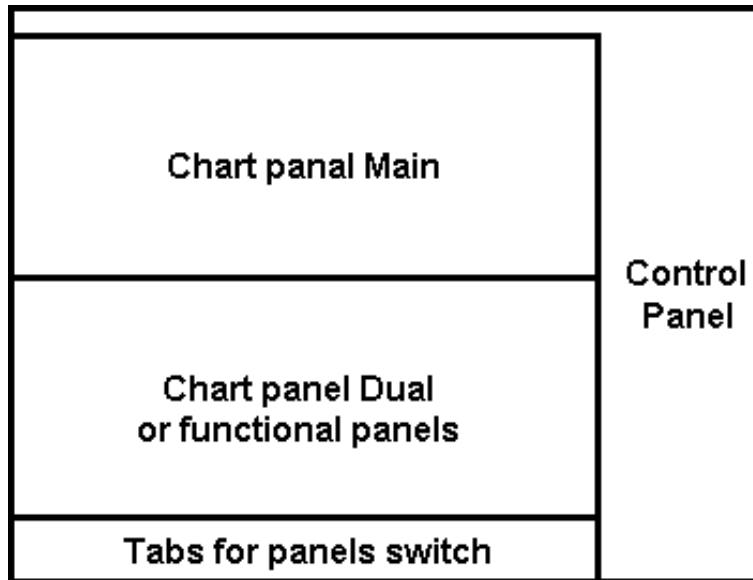 Chart panal Main
Control
Panel
Chart panel Dual
or functional panels
Tabs for panels switch